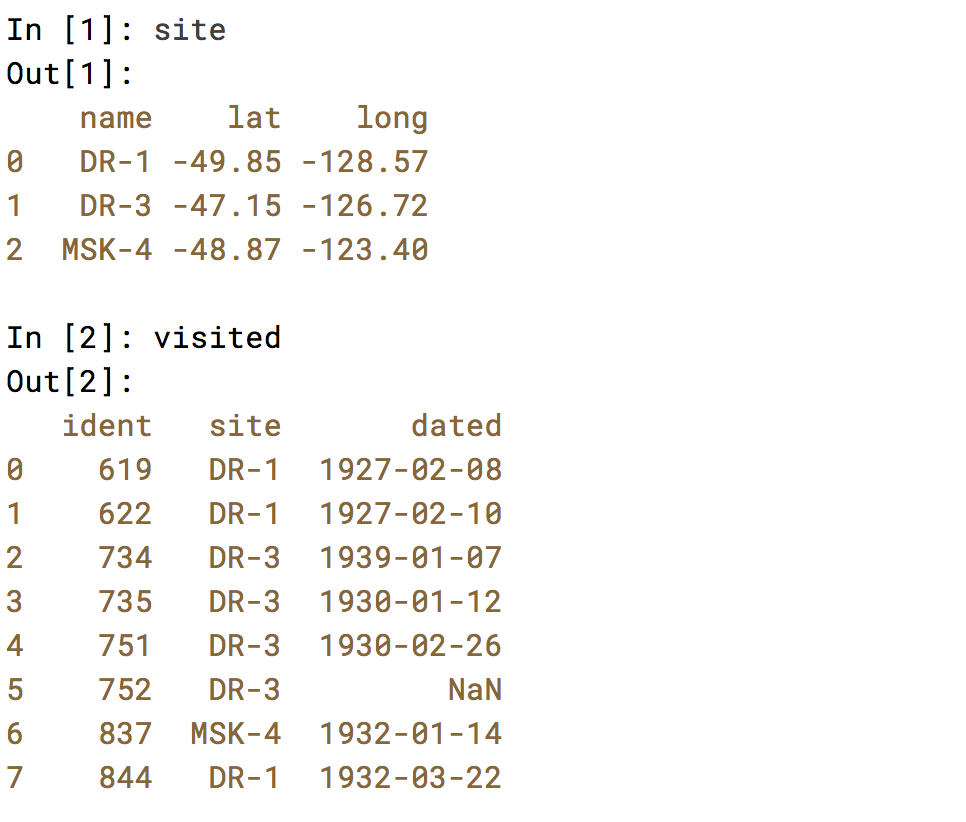 In [1]: site
Out[1]:
    name    lat    long
0   DR-1 -49.85 -128.57
1   DR-3 -47.15 -126.72
2  MSK-4 -48.87 -123.40

In [2]: visited
Out[2]:
   ident   site       dated
0    619   DR-1  1927-02-08
1    622   DR-1  1927-02-10
2    734   DR-3  1939-01-07
3    735   DR-3  1930-01-12
4    751   DR-3  1930-02-26
5    752   DR-3         NaN
6    837  MSK-4  1932-01-14
7    844   DR-1  1932-03-22